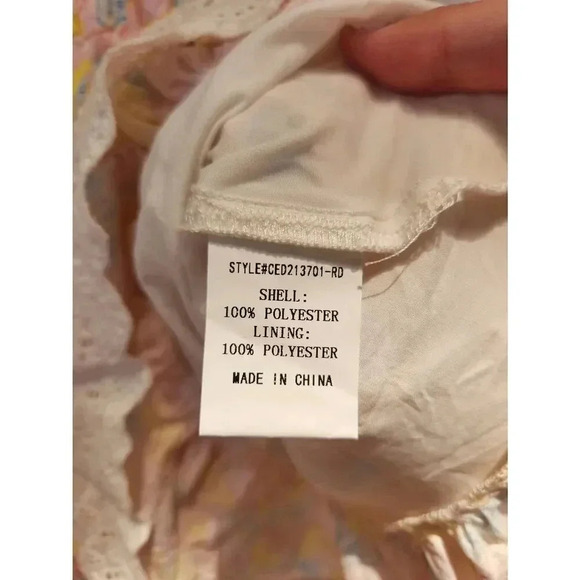 STYLE#CED213701-RD
SHELL:
100% POLYESTER
LINING:
100% POLYESTER
MADE IN CHINA